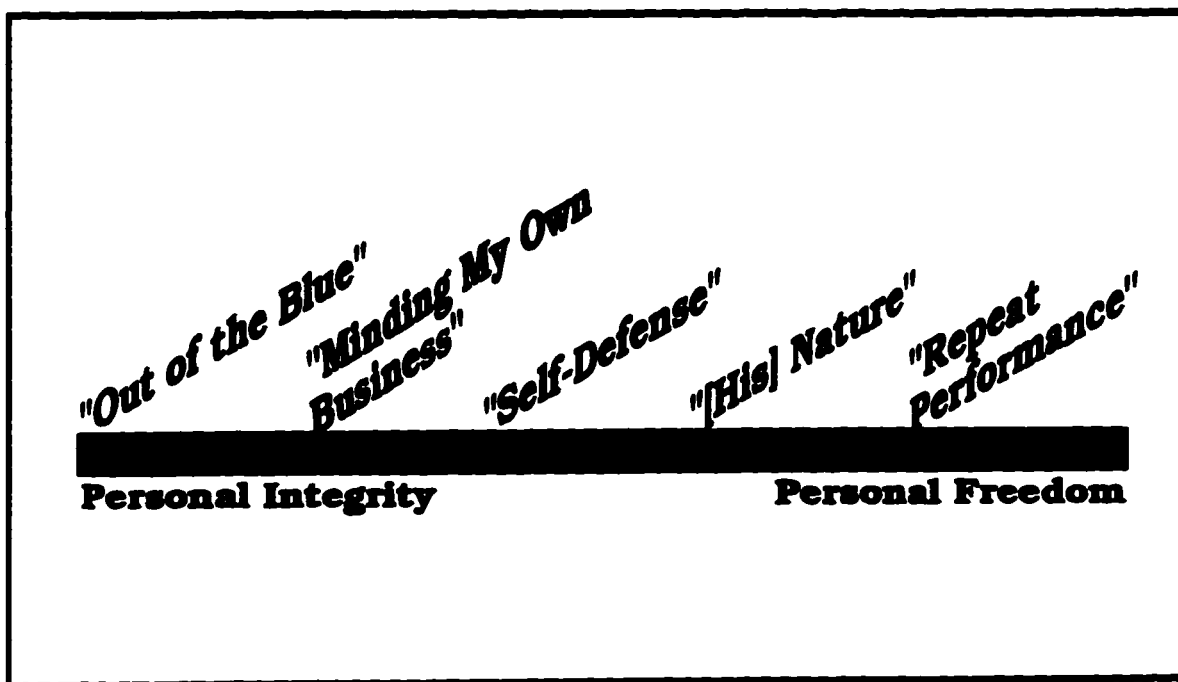 "Out of the Blue"
"Minding My Own
Business"
"Self-Defense"
"[His] Nature"
"Repeat
Performance"
Personal Integrity
Personal Freedom